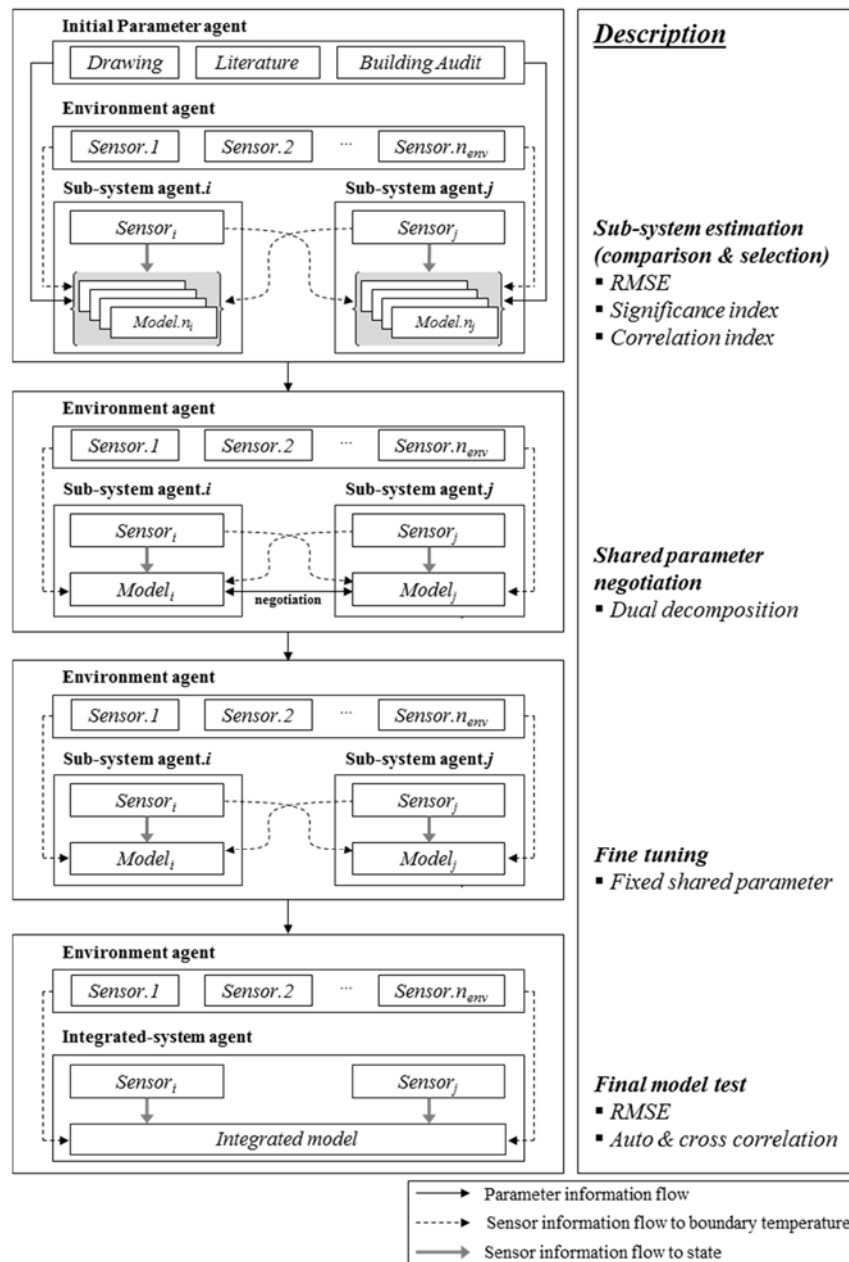 Initial Parameter agent
Drawing Literature Building Audit
Environment agent
Sensor.1 Sensor.2 ... Sensor.n_env
Sub-system agent.i Sub-system agent.j
Sensor_i Sensor_j
Model.n_i Model.n_j
Environment agent
Sensor.1 Sensor.2 ... Sensor.n_env
Sub-system agent.i Sub-system agent.j
Sensor_i Sensor_j
Model_i negotiation Model_j
Environment agent
Sensor.1 Sensor.2 ... Sensor.n_env
Sub-system agent.i Sub-system agent.j
Sensor_i Sensor_j
Model_i Model_j
Environment agent
Sensor.1 Sensor.2 ... Sensor.n_env
Integrated-system agent
Sensor_i Sensor_j
Integrated model
Description
Sub-system estimation
(comparison & selection)
▪ RMSE
▪ Significance index
▪ Correlation index
Shared parameter
negotiation
▪ Dual decomposition
Fine tuning
▪ Fixed shared parameter
Final model test
▪ RMSE
▪ Auto & cross correlation
Parameter information flow
Sensor information flow to boundary temperature
Sensor information flow to state